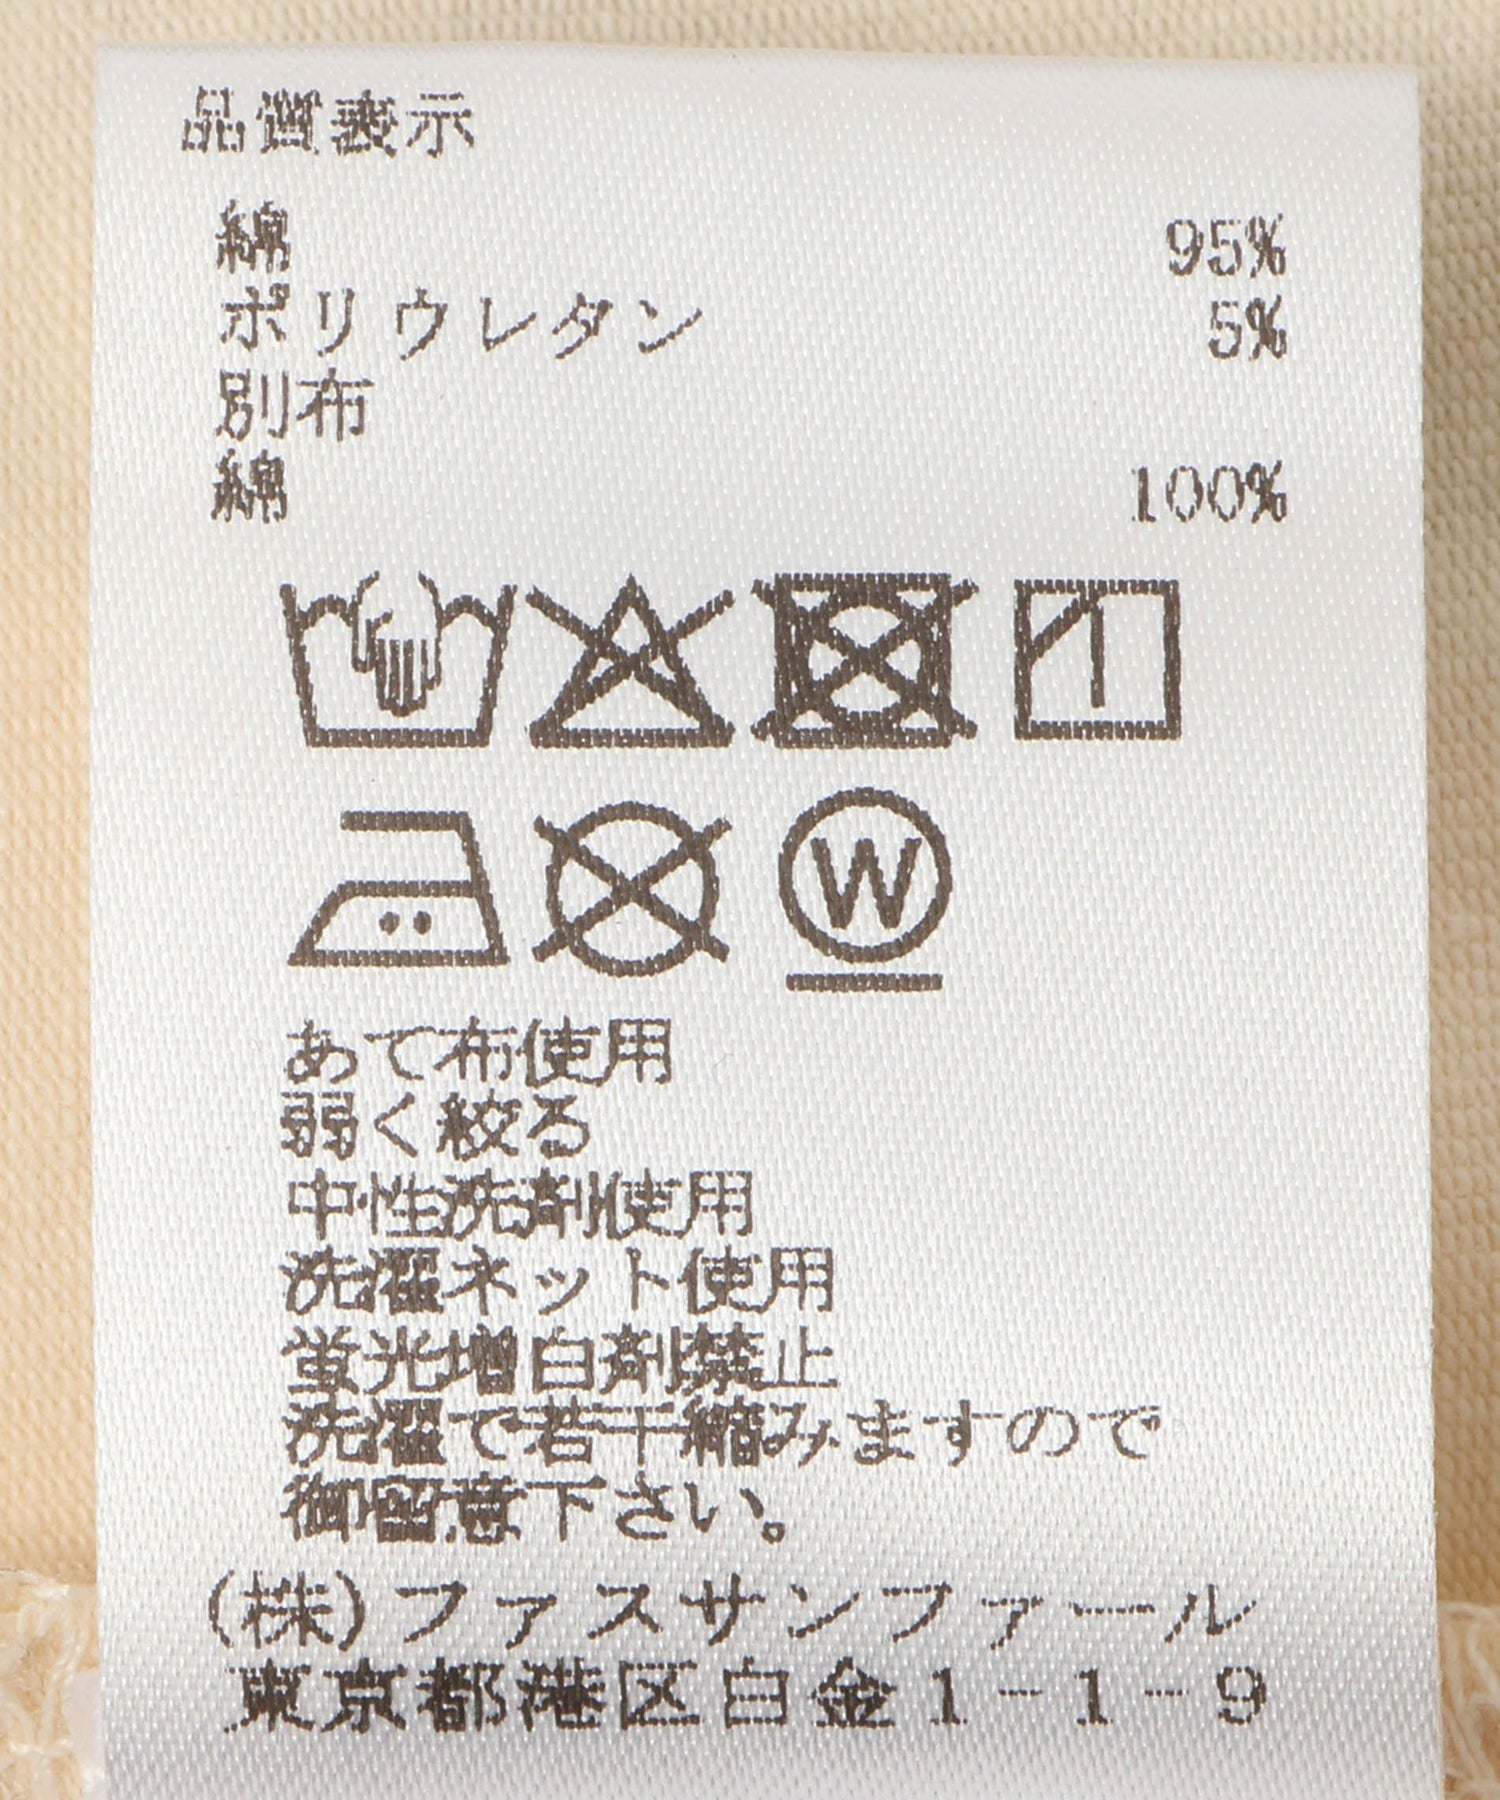 品質表示
綿 95%
ポリウレタン 5%
別布
綿 100%
W
あて布使用
弱く絞る
中性洗剤使用
洗濯ネット使用
蛍光増白剤禁止
洗濯で若干縮みますので
御留意下さい。
(株)ファスサンファール
東京都港区白金1-1-9